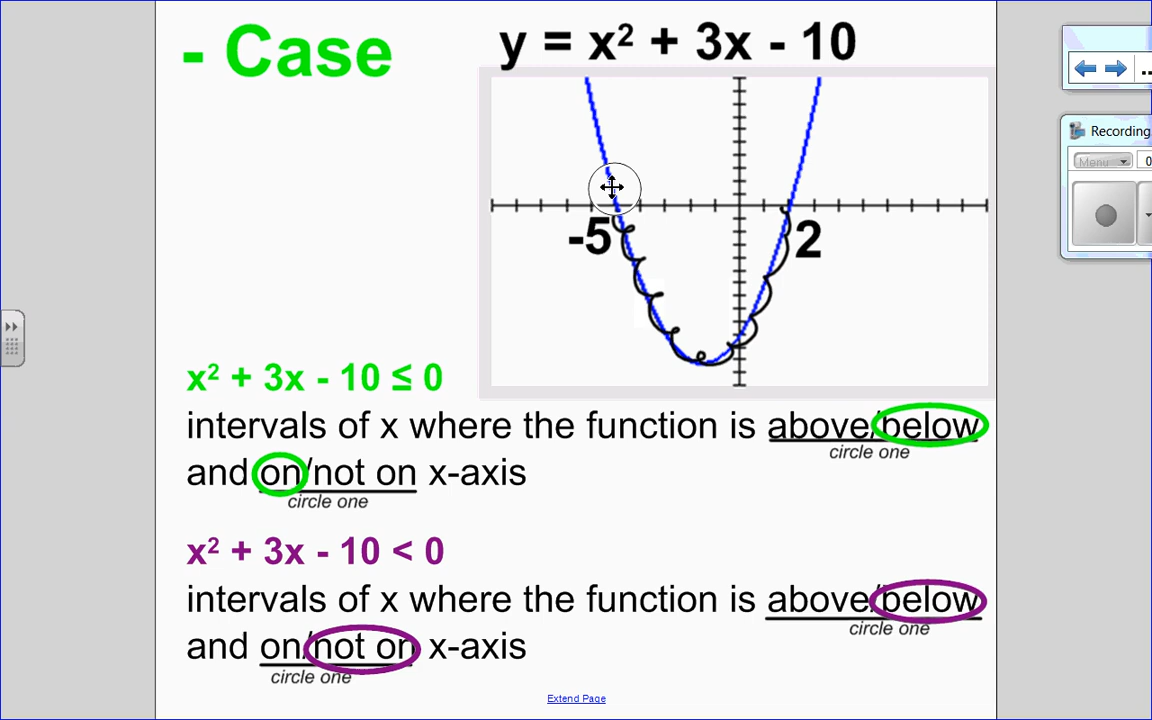 - Case
y = x² + 3x - 10
-5
2
x² + 3x - 10 ≤ 0
intervals of x where the function is above/below
circle one
and on/not on x-axis
circle one
x² + 3x - 10 < 0
intervals of x where the function is above/below
circle one
and on/not on x-axis
circle one
Extend Page
..
Recording
Menu
0